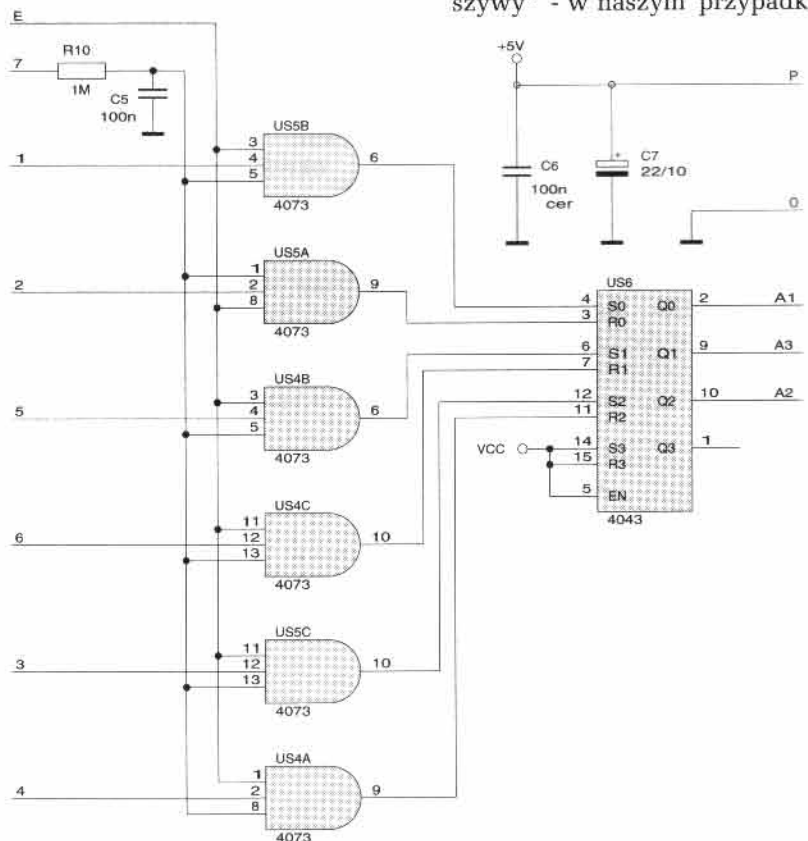 szywy - w naszym przypadk
E
7
R10
1M
C5
100n
1
US5B
3
4
5
6
4073
+5V
P
C6
100n
cer
+
C7
22/10
0
2
US5A
1
2
8
9
4073
5
US4B
3
4
5
6
4073
US6
4 S0 Q0 2 A1
3 R0
6 S1 Q1 9 A3
7 R1
12 S2 Q2 10 A2
11 R2
VCC 14 S3 Q3 1
15 R3
5 EN
4043
6
US4C
11
12
13
10
4073
3
US5C
11
12
13
10
4073
4
US4A
1
2
8
9
4073